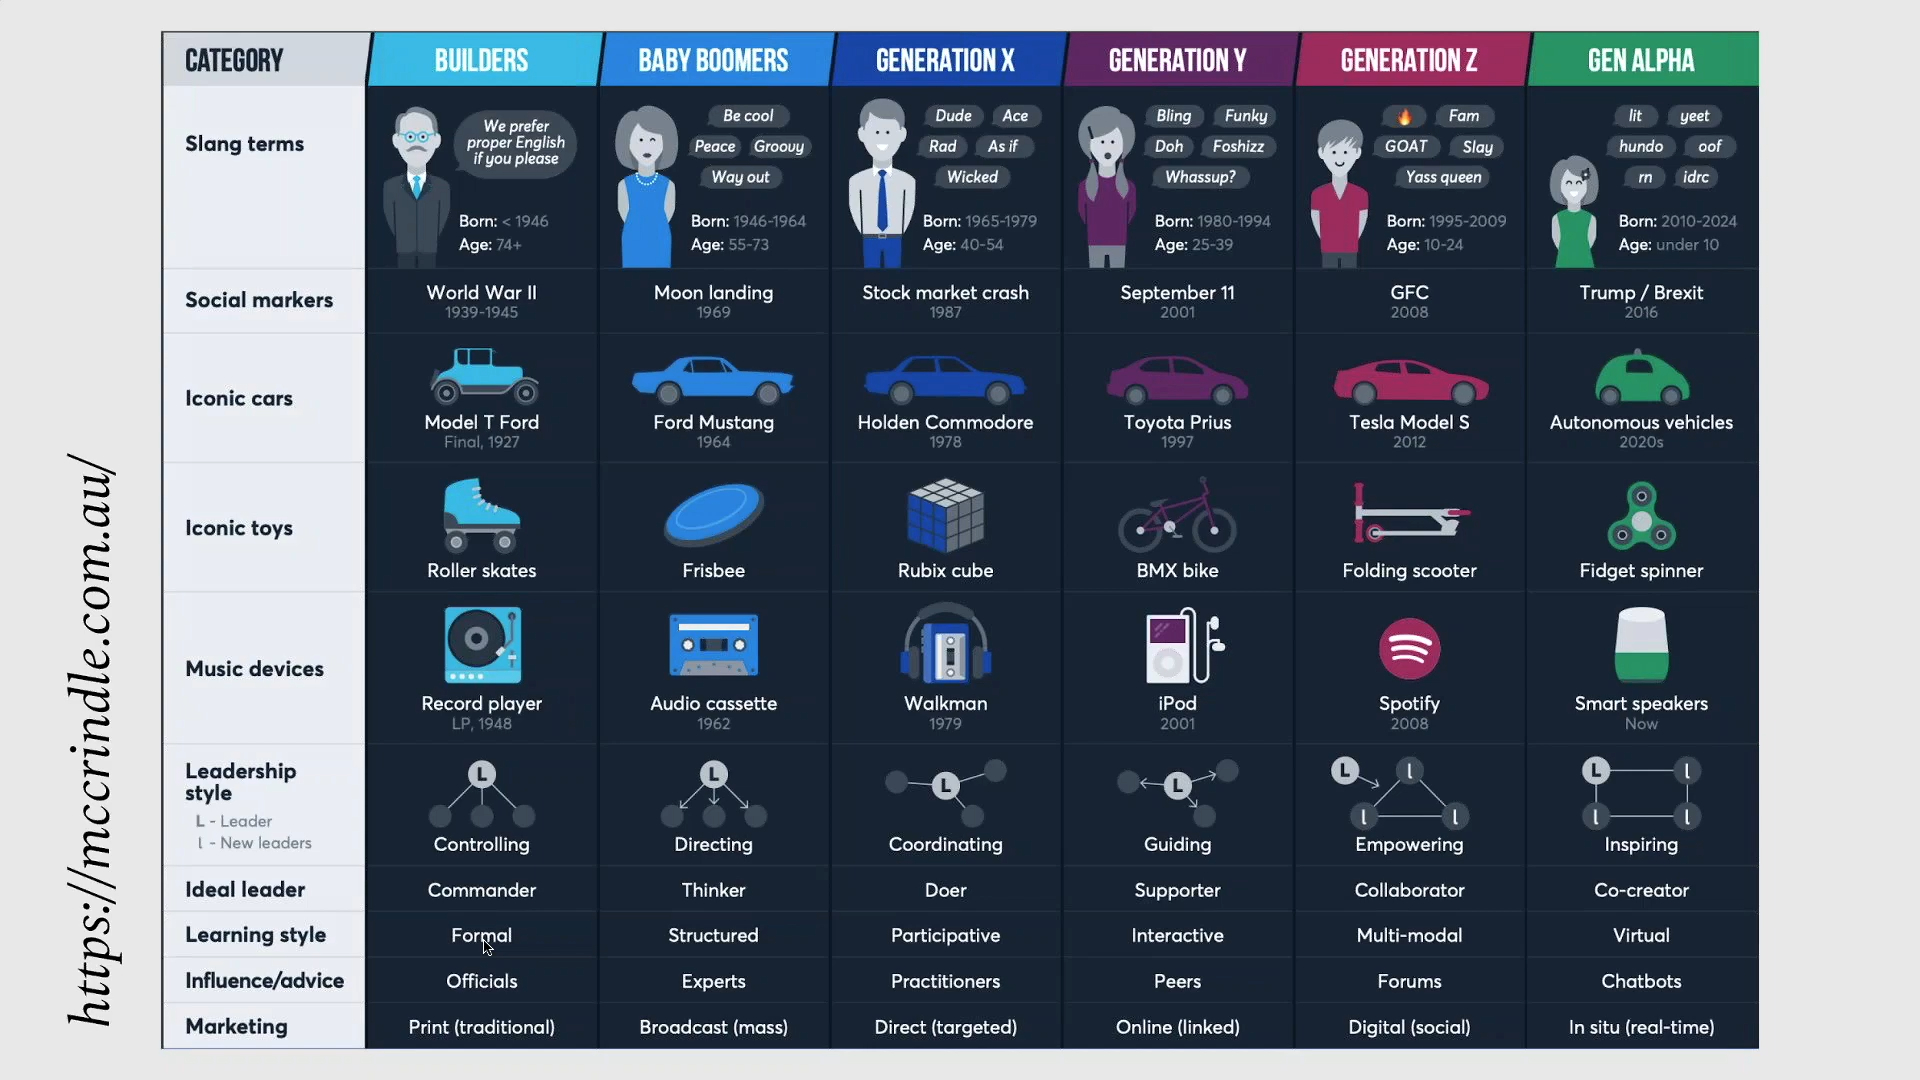 https://mccrindle.com.au/
CATEGORY
BUILDERS
BABY BOOMERS
GENERATION X
GENERATION Y
GENERATION Z
GEN ALPHA
Slang terms
We prefer
proper English
if you please
Born: < 1946
Age: 74+
Be cool
Peace
Groovy
Way out
Born: 1946-1964
Age: 55-73
Dude
Ace
Rad
As if
Wicked
Born: 1965-1979
Age: 40-54
Bling
Funky
Doh
Foshizz
Whassup?
Born: 1980-1994
Age: 25-39
🔥
Fam
GOAT
Slay
Yass queen
Born: 1995-2009
Age: 10-24
lit
yeet
hundo
oof
rn
idrc
Born: 2010-2024
Age: under 10
Social markers
World War II
1939-1945
Moon landing
1969
Stock market crash
1987
September 11
2001
GFC
2008
Trump / Brexit
2016
Iconic cars
Model T Ford
Final, 1927
Ford Mustang
1964
Holden Commodore
1978
Toyota Prius
1997
Tesla Model S
2012
Autonomous vehicles
2020s
Iconic toys
Roller skates
Frisbee
Rubix cube
BMX bike
Folding scooter
Fidget spinner
Music devices
Record player
LP, 1948
Audio cassette
1962
Walkman
1979
iPod
2001
Spotify
2008
Smart speakers
Now
Leadership
style
L - Leader
l - New leaders
L
Controlling
L
Directing
L
Coordinating
L
Guiding
L
l
l
l
Empowering
L
l
l
l
Inspiring
Ideal leader
Commander
Thinker
Doer
Supporter
Collaborator
Co-creator
Learning style
Formal
Structured
Participative
Interactive
Multi-modal
Virtual
Influence/advice
Officials
Experts
Practitioners
Peers
Forums
Chatbots
Marketing
Print (traditional)
Broadcast (mass)
Direct (targeted)
Online (linked)
Digital (social)
In situ (real-time)